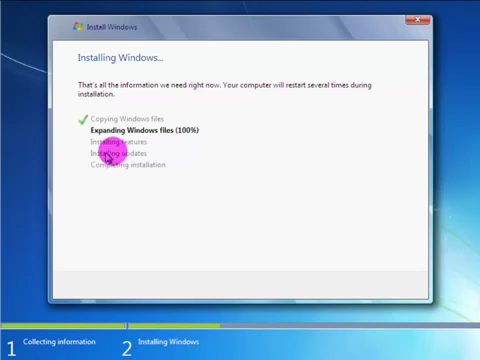 Install Windows
Installing Windows...
That's all the information we need right now. Your computer will restart several times during
installation.
Copying Windows files
Expanding Windows files (100%)
Installing features
Installing updates
Completing installation
1 Collecting information
2 Installing Windows